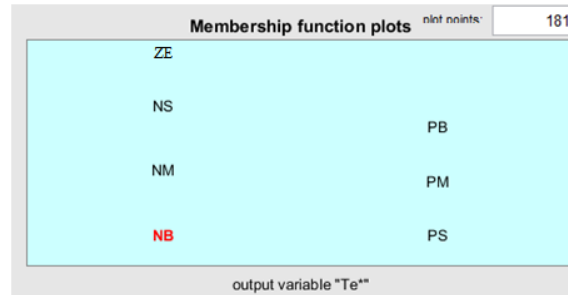 Membership function plots plot points: 181
ZE
NS
PB
NM
PM
NB PS
output variable "Te*"